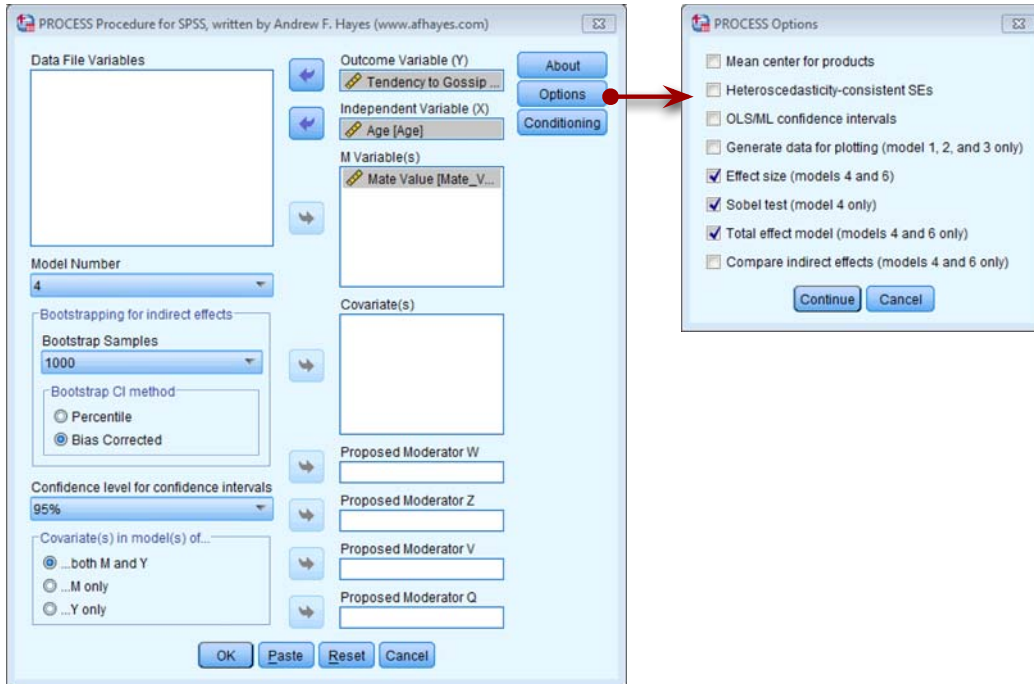 PROCESS Procedure for SPSS, written by Andrew F. Hayes (www.afhayes.com)
Data File Variables
Model Number
4
Bootstrapping for indirect effects
Bootstrap Samples
1000
Bootstrap CI method
Percentile
Bias Corrected
Confidence level for confidence intervals
95%
Covariate(s) in model(s) of...
...both M and Y
...M only
...Y only
Outcome Variable (Y)
Tendency to Gossip ...
Independent Variable (X)
Age [Age]
M Variable(s)
Mate Value [Mate_V...
Covariate(s)
Proposed Moderator W
Proposed Moderator Z
Proposed Moderator V
Proposed Moderator Q
About
Options
Conditioning
OK
Paste
Reset
Cancel
PROCESS Options
Mean center for products
Heteroscedasticity-consistent SEs
OLS/ML confidence intervals
Generate data for plotting (model 1, 2, and 3 only)
Effect size (models 4 and 6)
Sobel test (model 4 only)
Total effect model (models 4 and 6 only)
Compare indirect effects (models 4 and 6 only)
Continue
Cancel